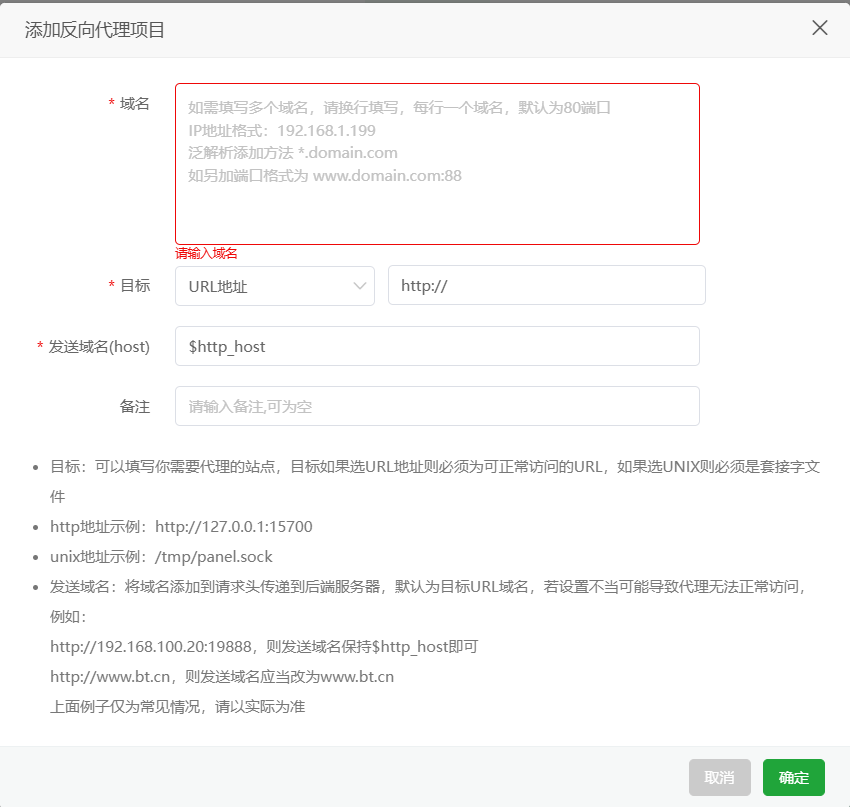 添加反向代理项目
* 域名
如需填写多个域名，请换行填写，每行一个域名，默认为80端口
IP地址格式：192.168.1.199
泛解析添加方法 *.domain.com
如另加端口格式为 www.domain.com:88
请输入域名
* 目标 URL地址 http://
* 发送域名(host) $http_host
备注 请输入备注,可为空
目标：可以填写你需要代理的站点，目标如果选URL地址则必须为可正常访问的URL，如果选UNIX则必须是套接字文
件
http地址示例：http://127.0.0.1:15700
unix地址示例：/tmp/panel.sock
发送域名：将域名添加到请求头传递到后端服务器，默认为目标URL域名，若设置不当可能导致代理无法正常访问，
例如：
http://192.168.100.20:19888，则发送域名保持$http_host即可
http://www.bt.cn，则发送域名应当改为www.bt.cn
上面例子仅为常见情况，请以实际为准
取消 确定